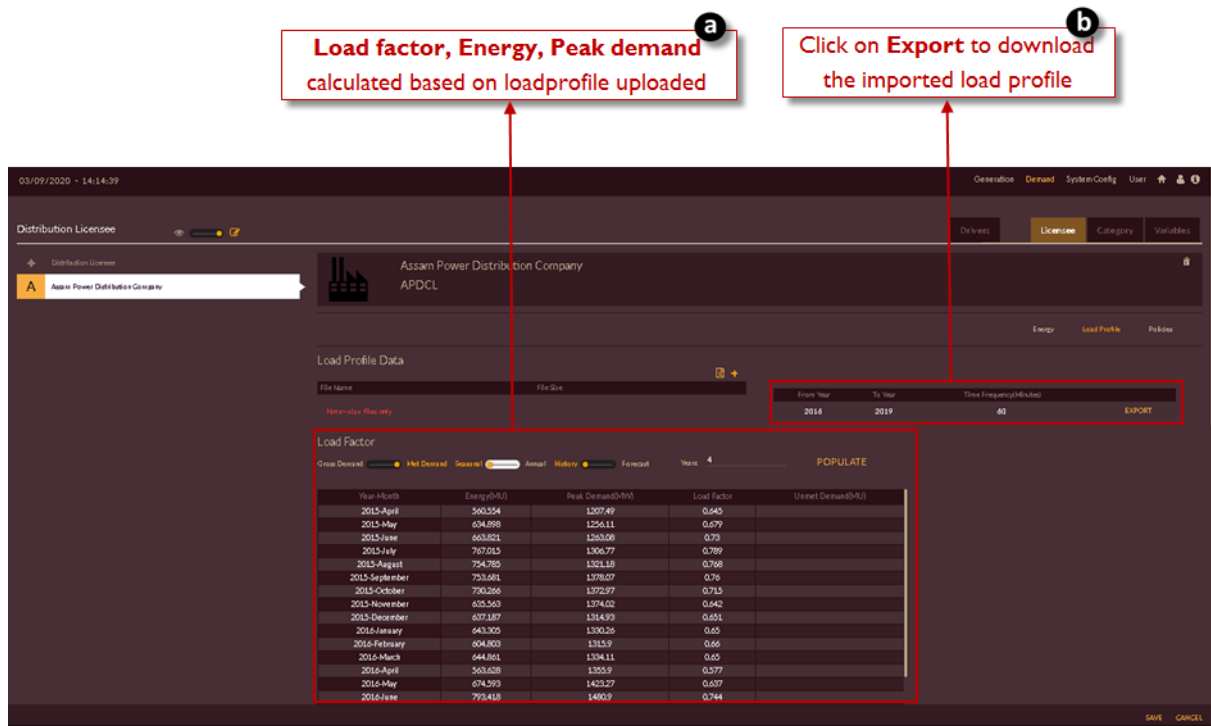 a
Load factor, Energy, Peak demand
calculated based on loadprofile uploaded
b
Click on Export to download
the imported load profile
03/09/2020 - 14:14:39
Generation Demand System Config User
Distribution Licensee
Drivers Licensee Category Variables
Distribution Licensee
A Assam Power Distribution Company
Assam Power Distribution Company
APDCL
Energy Load Profile Policies
Load Profile Data
File Name File Size
Note:-xlsx files only
From Year To Year Time Frequency(Minutes)
2016 2019 60 EXPORT
Load Factor
Gross Demand Met Demand Seasonal Annual History Forecast Years 4 POPULATE
Year-Month Energy(MU) Peak Demand(MW) Load Factor Unmet Demand(MU)
2015-April 560.554 1207.49 0.645
2015-May 634.898 1256.11 0.679
2015-June 663.821 1263.08 0.73
2015-July 767.015 1306.77 0.789
2015-August 754.785 1321.18 0.768
2015-September 753.681 1378.07 0.76
2015-October 730.266 1372.97 0.715
2015-November 635.563 1374.02 0.642
2015-December 637.187 1314.93 0.651
2016-January 643.305 1330.26 0.65
2016-February 604.803 1315.9 0.66
2016-March 644.861 1334.11 0.65
2016-April 563.628 1355.9 0.577
2016-May 674.593 1423.27 0.637
2016-June 793.418 1480.9 0.744
SAVE CANCEL